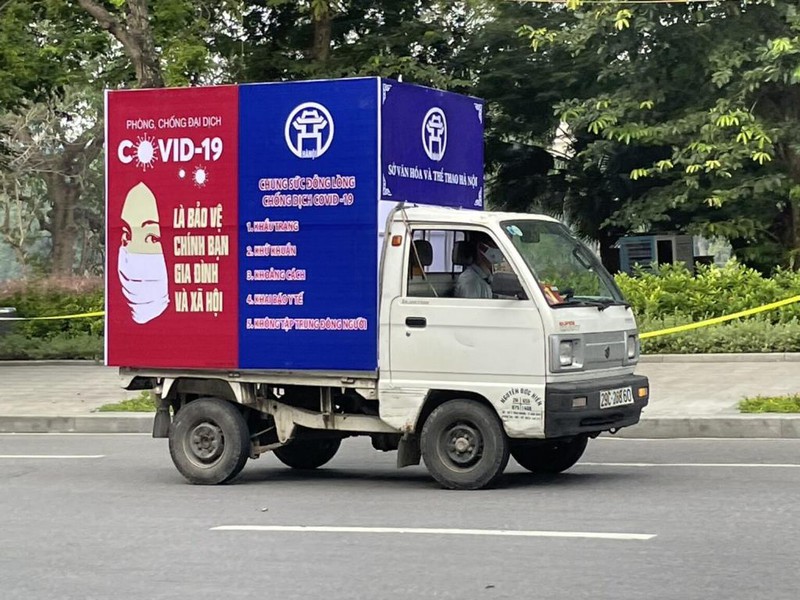 PHÒNG, CHỐNG ĐẠI DỊCH
COVID-19
LÀ BẢO VỆ
CHÍNH BẠN
GIA ĐÌNH
VÀ XÃ HỘI
HÀ NỘI
CHUNG SỨC ĐỒNG LÒNG
CHỐNG DỊCH COVID -19
1. KHẨU TRANG
2. KHỬ KHUẨN
3. KHOẢNG CÁCH
4. KHAI BÁO Y TẾ
5. KHÔNG TẬP TRUNG ĐÔNG NGƯỜI
SỞ VĂN HÓA VÀ THỂ THAO HÀ NỘI